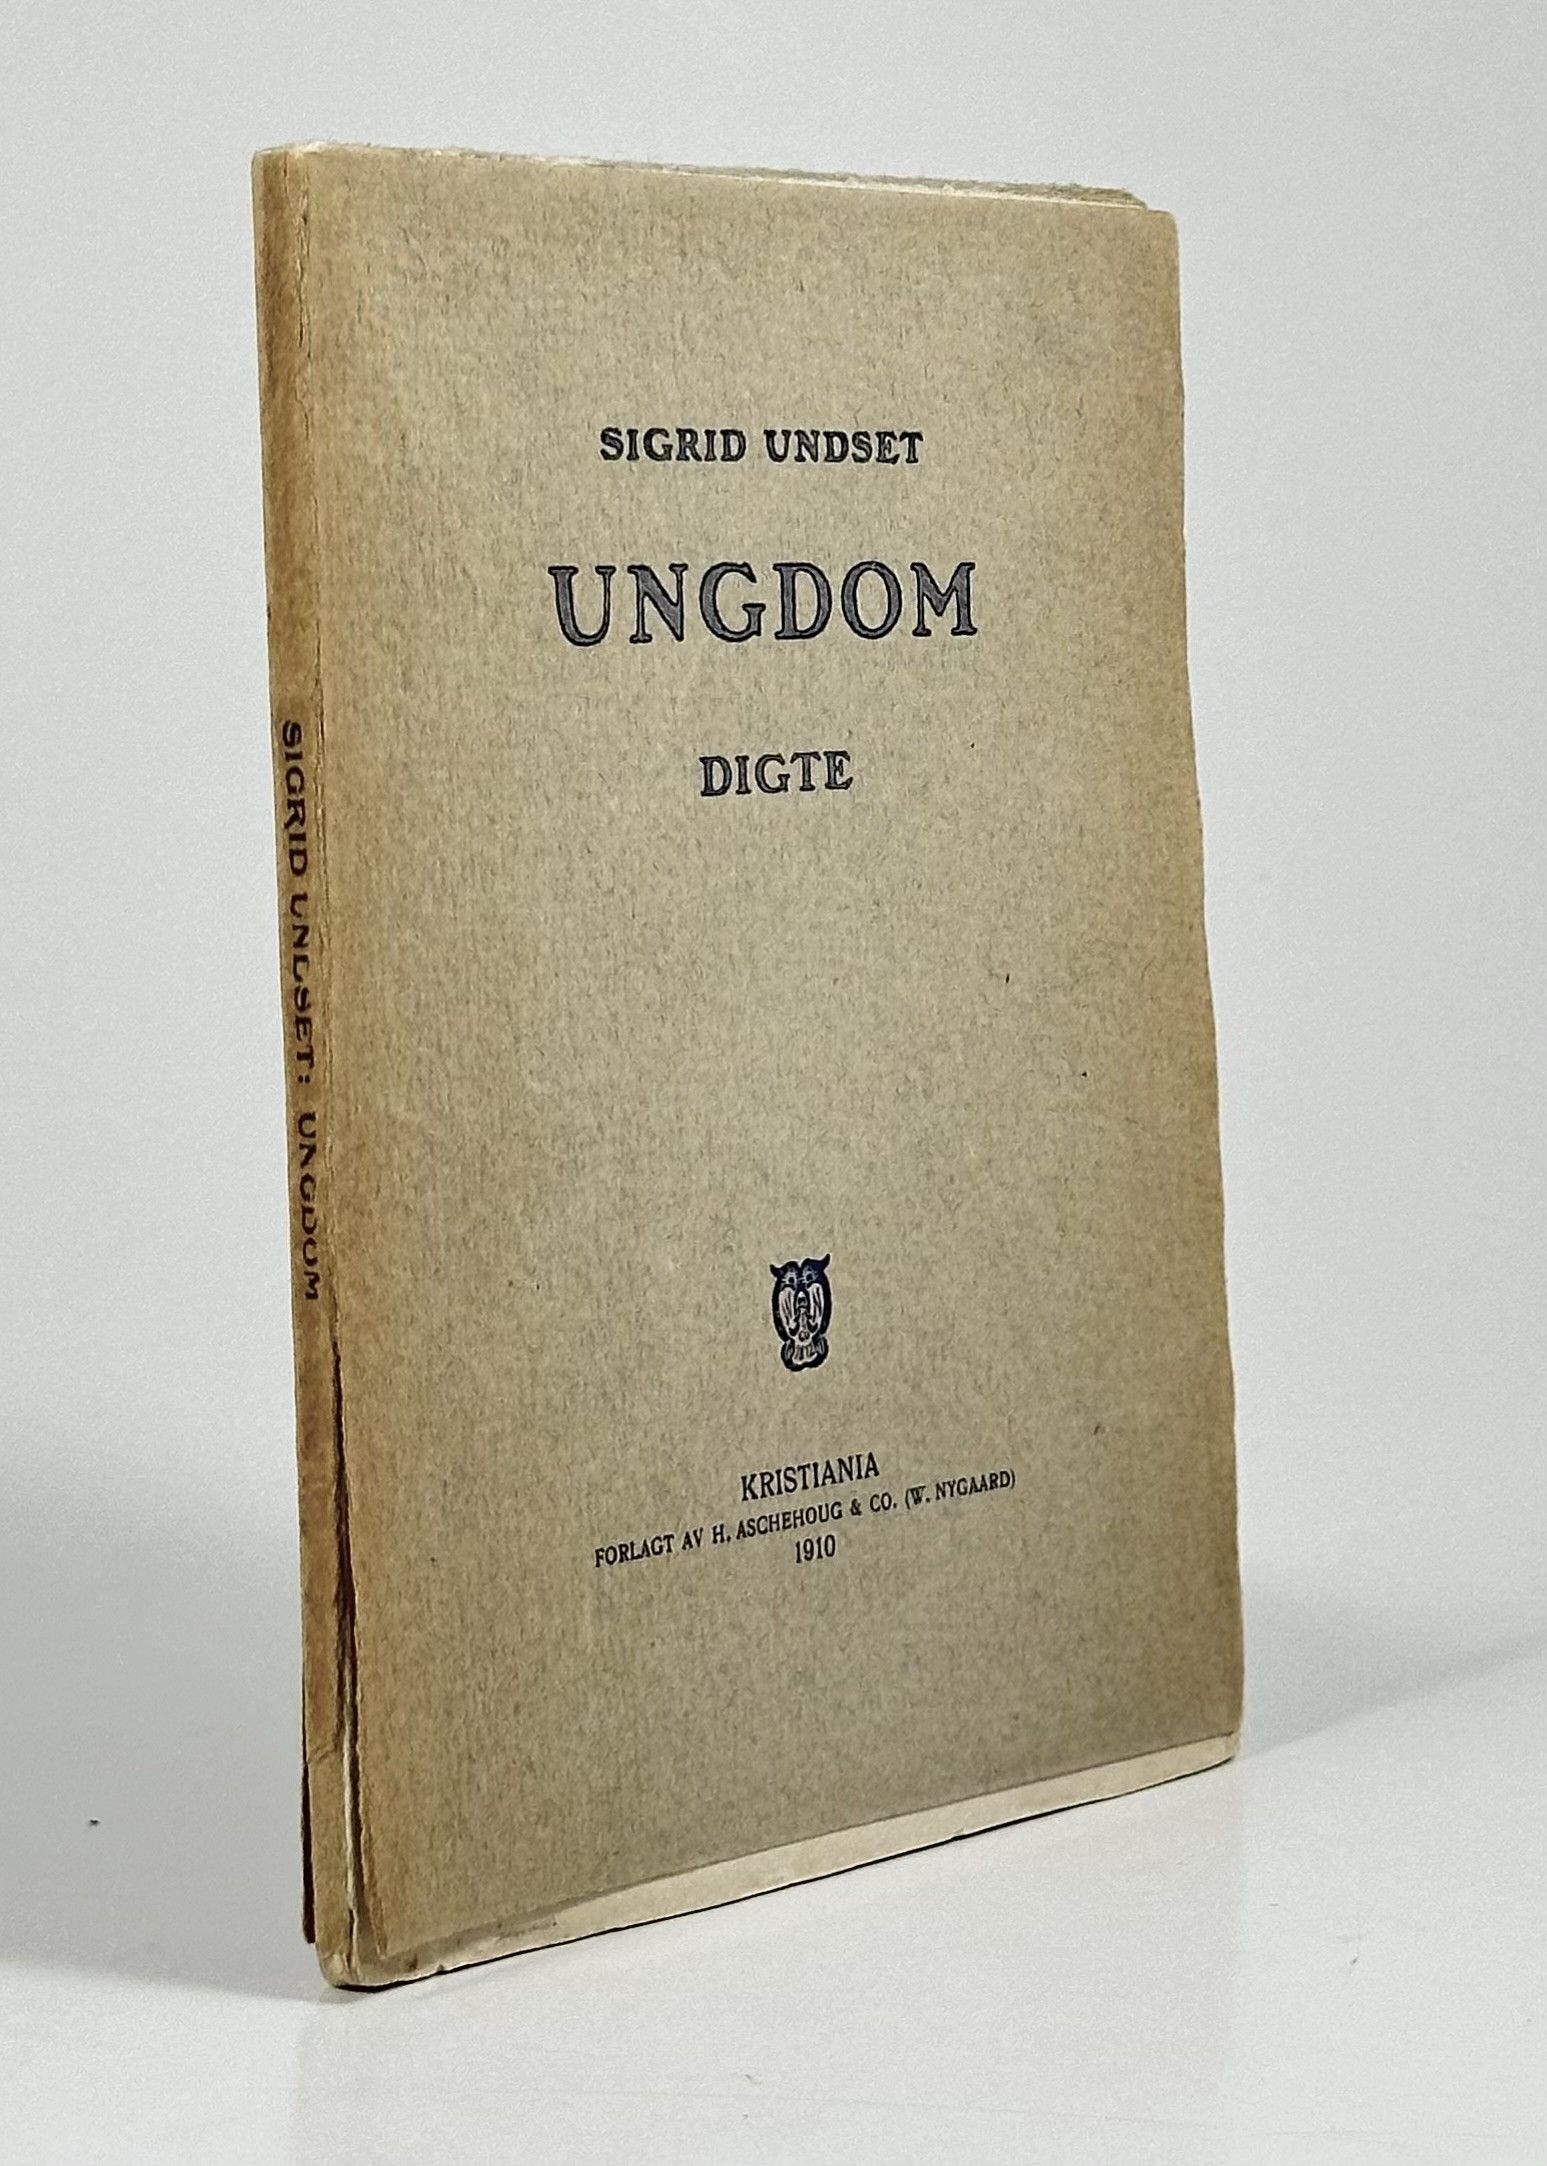 SIGRID UNDSET
UNGDOM
DIGTE
KRISTIANIA
FORLAGT AV H. ASCHEHOUG & CO. (W. NYGAARD)
1910
SIGRID UNDSET: UNGDOM